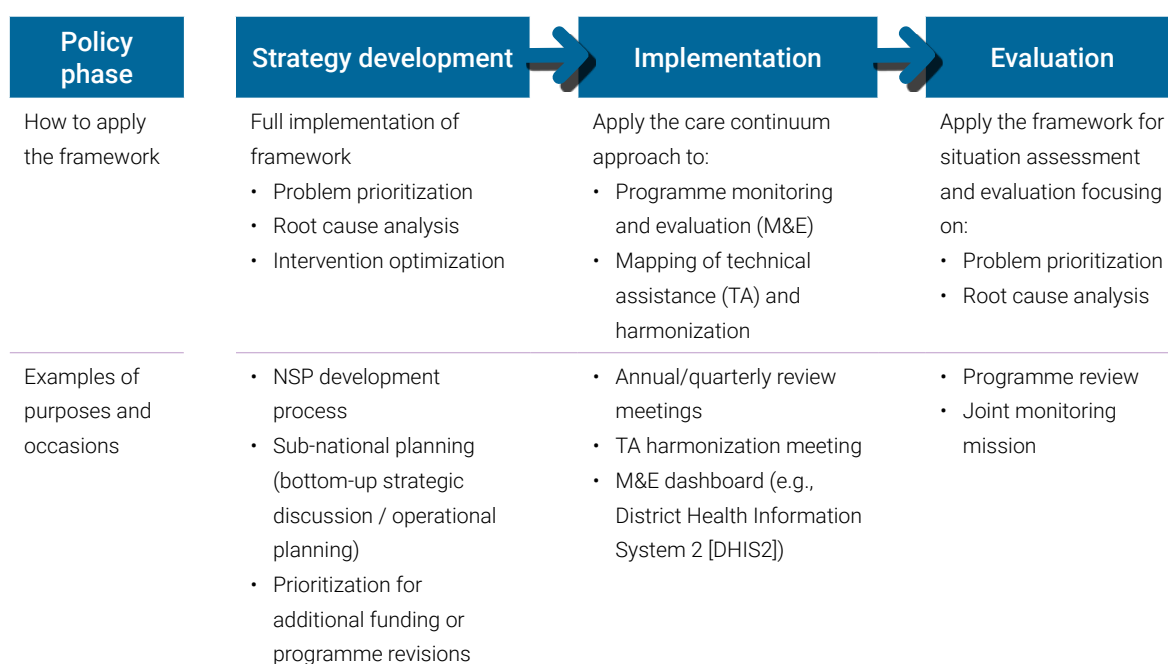 Policy
phase
Strategy development
Implementation
Evaluation
How to apply
the framework
Full implementation of
framework
• Problem prioritization
• Root cause analysis
• Intervention optimization
Apply the care continuum
approach to:
• Programme monitoring
and evaluation (M&E)
• Mapping of technical
assistance (TA) and
harmonization
Apply the framework for
situation assessment
and evaluation focusing
on:
• Problem prioritization
• Root cause analysis
Examples of
purposes and
occasions
• NSP development
process
• Sub-national planning
(bottom-up strategic
discussion / operational
planning)
• Prioritization for
additional funding or
programme revisions
• Annual/quarterly review
meetings
• TA harmonization meeting
• M&E dashboard (e.g.,
District Health Information
System 2 [DHIS2])
• Programme review
• Joint monitoring
mission